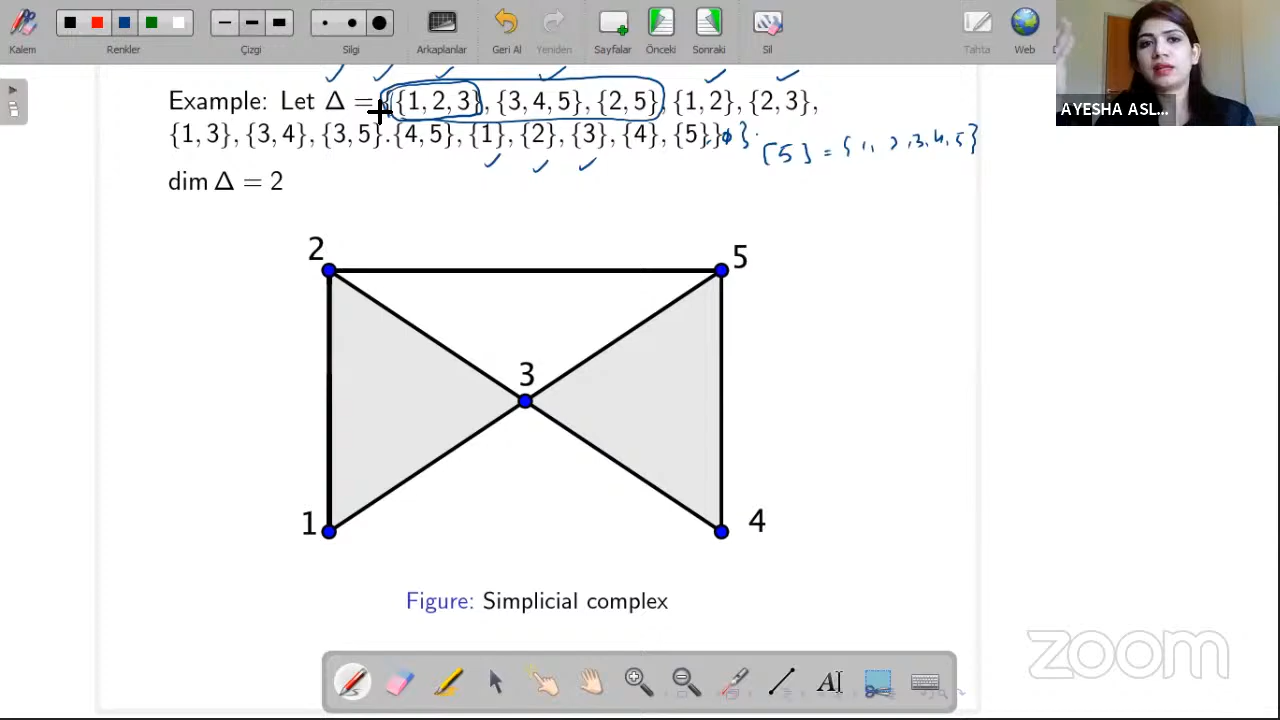 Kalem
Renkler
Çizgi
Silgi
Arkaplanlar
Geri Al
Yeniden
Sayfalar
Önceki
Sonraki
Sil
Tahta
Web
AYESHA ASL...
Example: Let Δ = {{1, 2, 3}, {3, 4, 5}, {2, 5}, {1, 2}, {2, 3},
{1, 3}, {3, 4}, {3, 5}.{4, 5}, {1}, {2}, {3}, {4}, {5}}, φ}.
[5] = {1, 2, 3, 4, 5}
dim Δ = 2
2
5
3
1
4
Figure: Simplicial complex
zoom